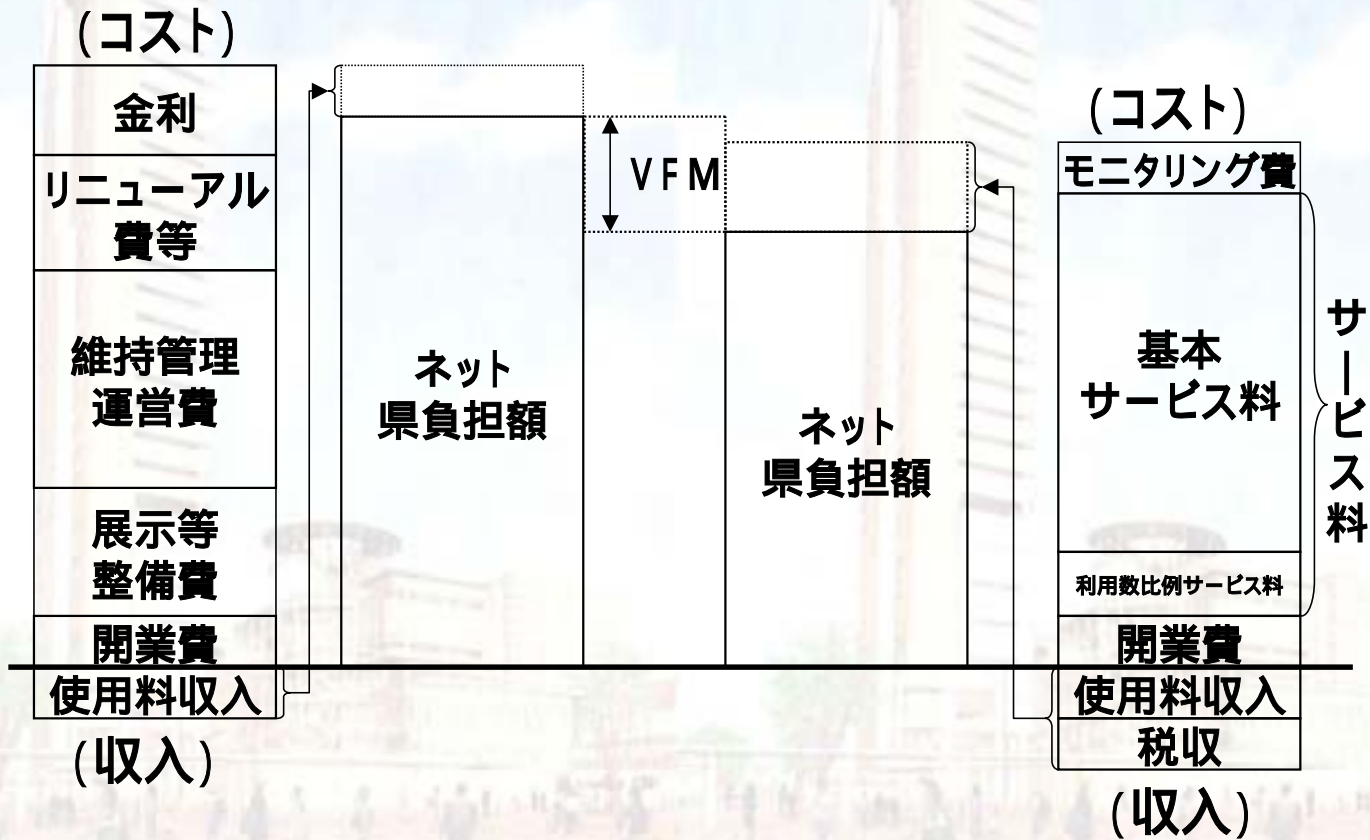 (コスト)
金利
リニューアル
費等
維持管理
運営費
展示等
整備費
開業費
使用料収入
(収入)
ネット
県負担額
VFM
ネット
県負担額
(コスト)
モニタリング費
基本
サービス料
利用数比例サービス料
サービス料
開業費
使用料収入
税収
(収入)